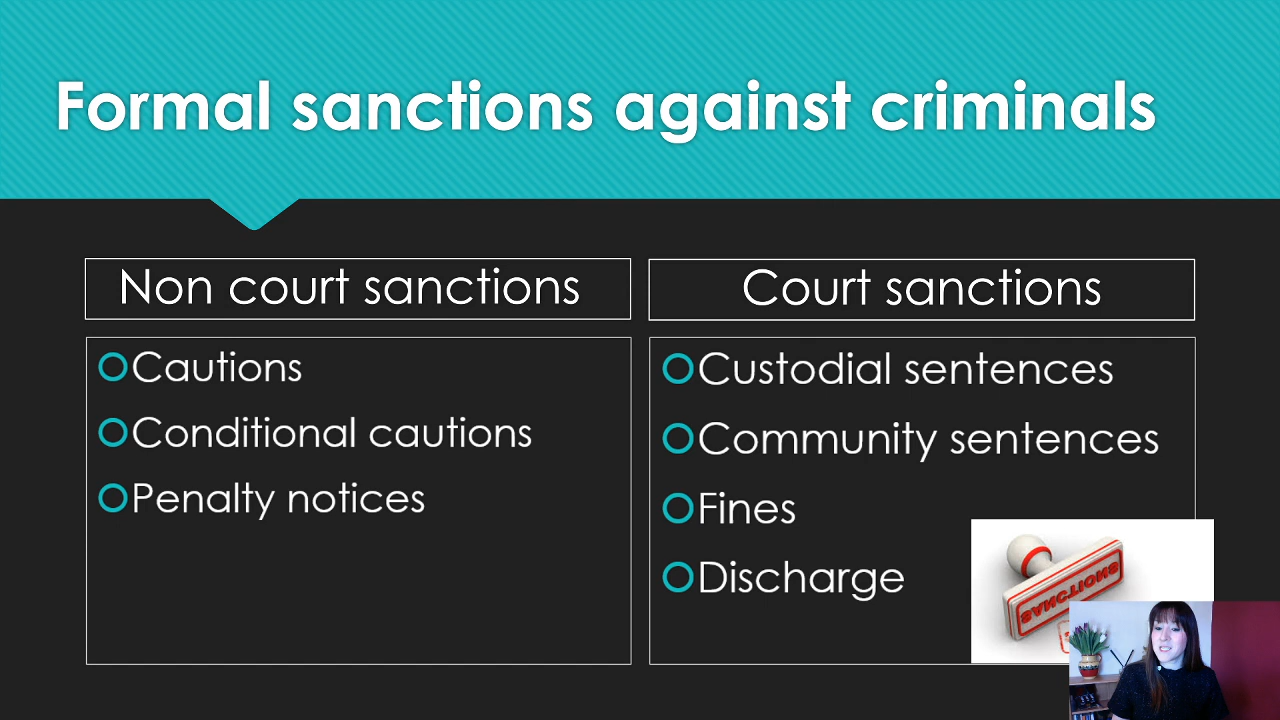 Formal sanctions against criminals
Non court sanctions
Cautions
Conditional cautions
Penalty notices
Court sanctions
Custodial sentences
Community sentences
Fines
Discharge
SANCTIONS